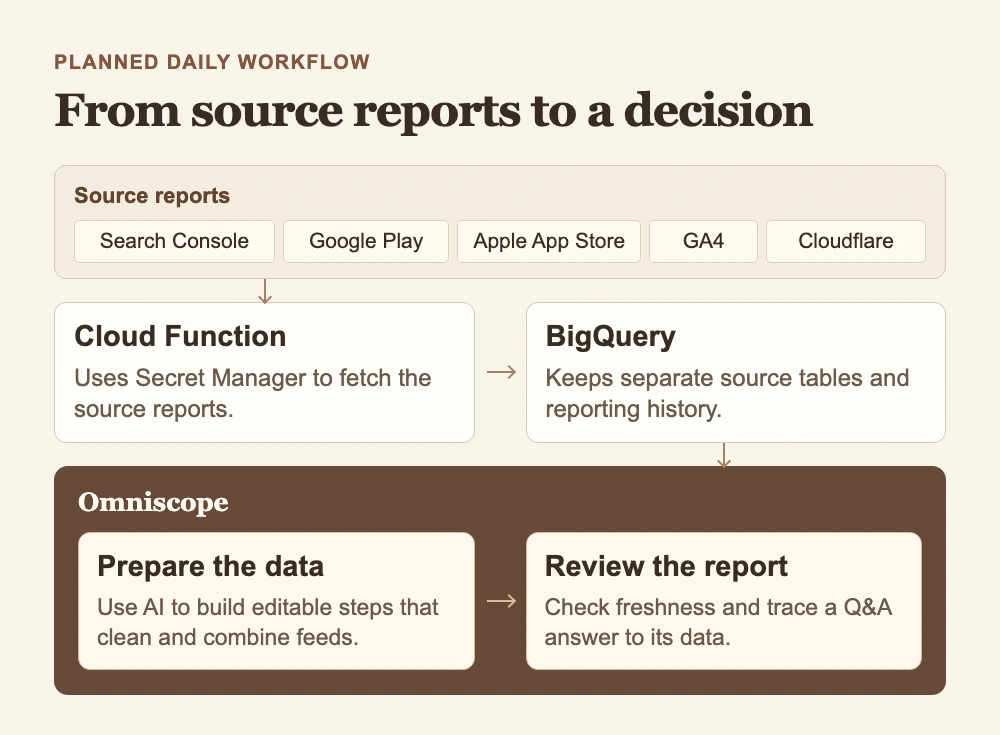 PLANNED DAILY WORKFLOW
From source reports to a decision
Source reports
Search Console
Google Play
Apple App Store
GA4
Cloudflare
Cloud Function
Uses Secret Manager to fetch the
source reports.
BigQuery
Keeps separate source tables and
reporting history.
Omniscope
Prepare the data
Use AI to build editable steps that
clean and combine feeds.
Review the report
Check freshness and trace a Q&A
answer to its data.